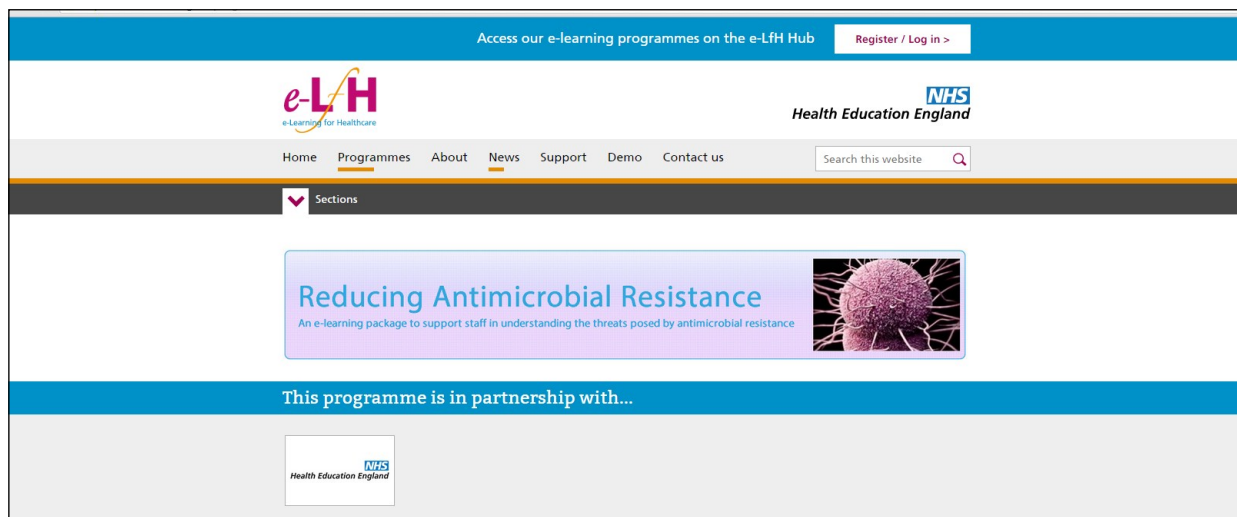 Access our e-learning programmes on the e-LfH Hub Register / Log in >
e-LfH
e-Learning for Healthcare
NHS
Health Education England
Home Programmes About News Support Demo Contact us Search this website
Sections
Reducing Antimicrobial Resistance
An e-learning package to support staff in understanding the threats posed by antimicrobial resistance
This programme is in partnership with...
NHS
Health Education England